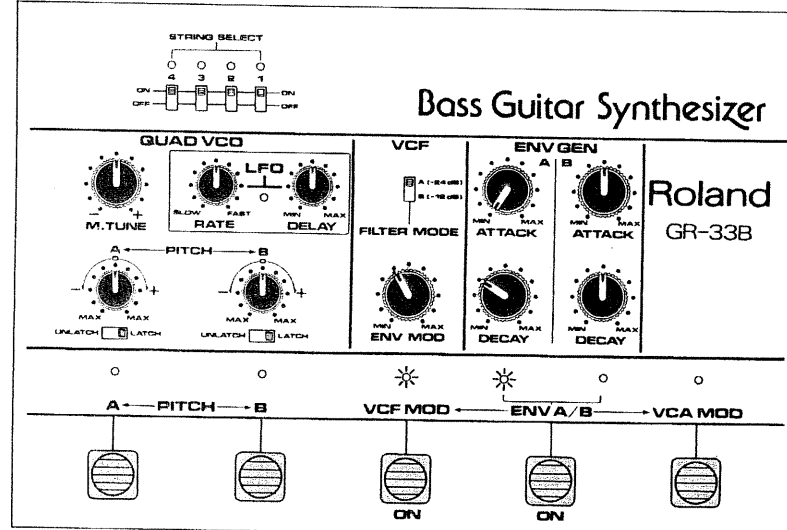 STRING SELECT
4 3 2 1
ON ON
OFF OFF
Bass Guitar Synthesizer
QUAD VCO VCF ENV GEN
A B
LFO
A (-24 dB)
B (-12 dB)
- + SLOW FAST MIN MAX MIN MAX MIN MAX
M.TUNE RATE DELAY FILTER MODE ATTACK ATTACK
Roland
GR-33B
A PITCH B
- + - +
MAX MAX MAX MAX MIN MAX MIN MAX MIN MAX
UNLATCH LATCH UNLATCH LATCH ENV MOD DECAY DECAY
A PITCH B VCF MOD ENV A/B VCA MOD
ON ON